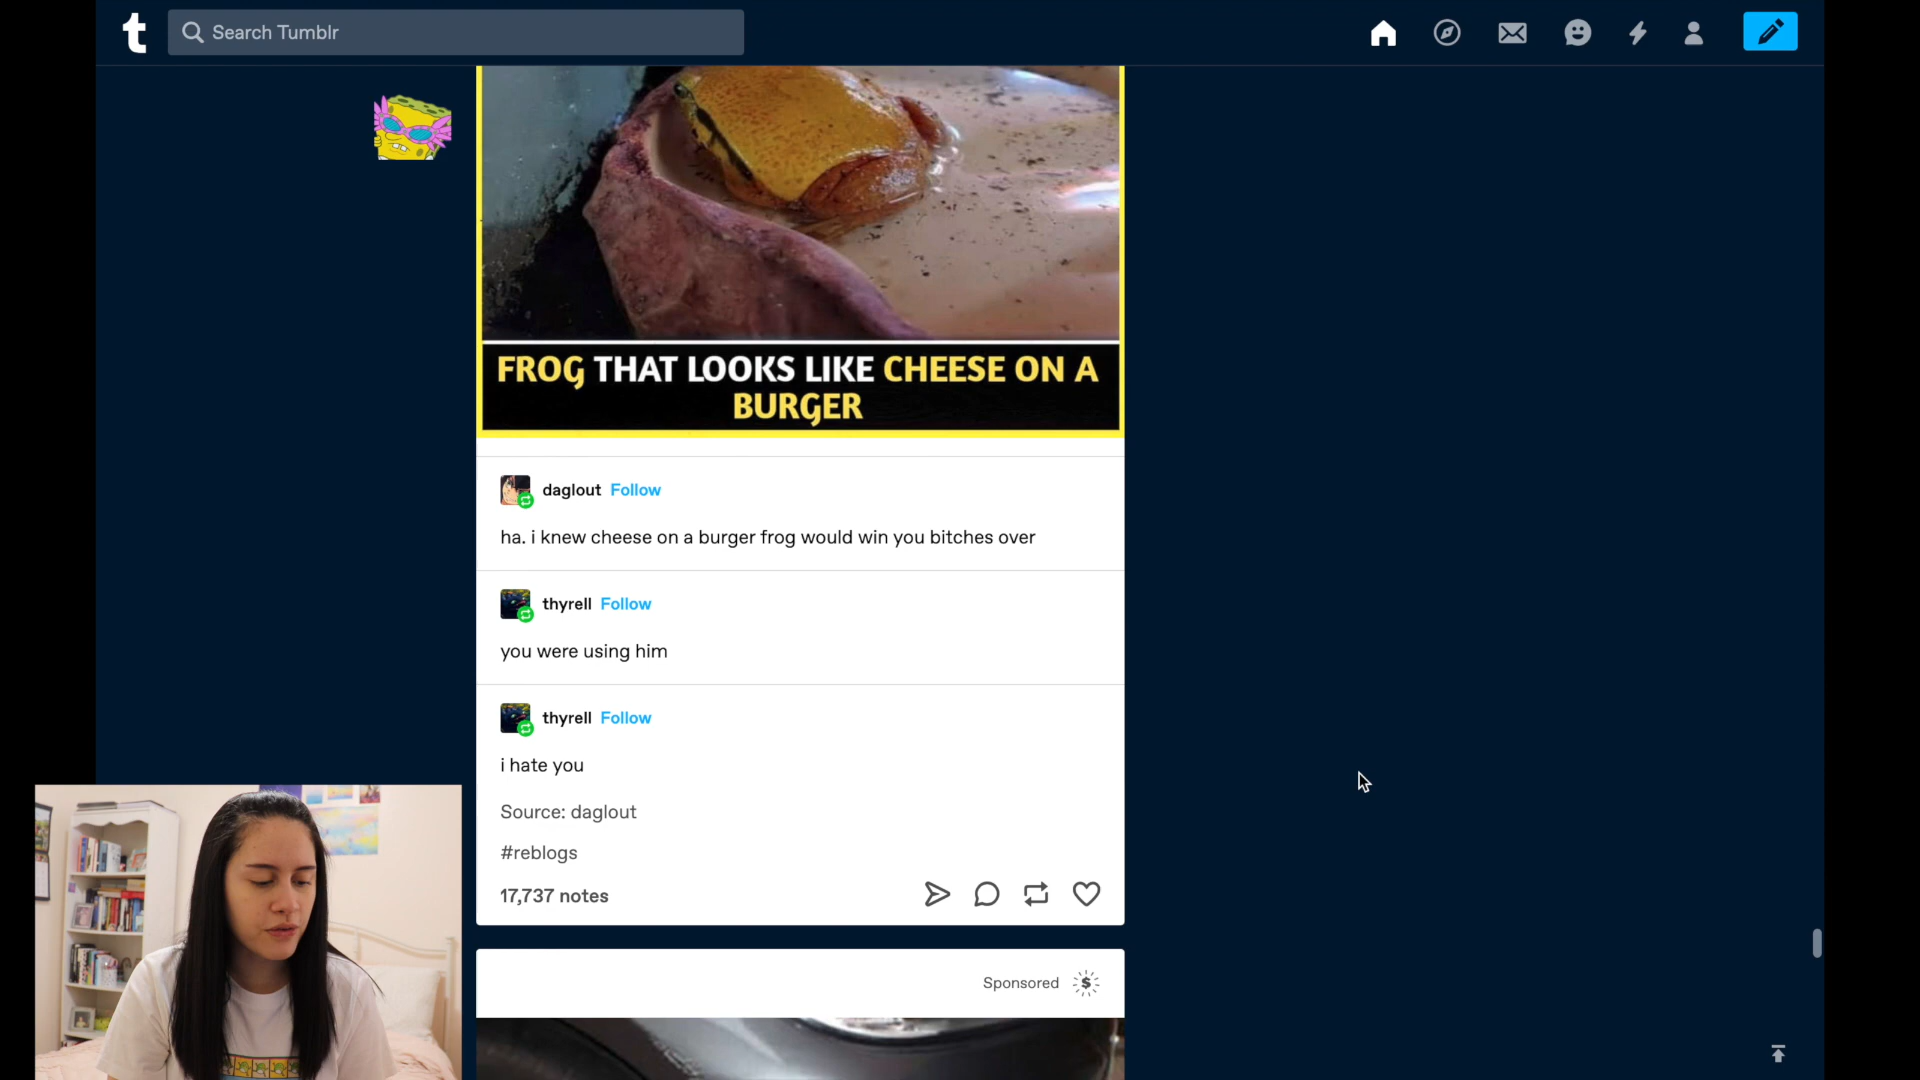 Search Tumblr
FROG THAT LOOKS LIKE CHEESE ON A
BURGER
daglout Follow
ha. i knew cheese on a burger frog would win you bitches over
thyrell Follow
you were using him
thyrell Follow
i hate you
Source: daglout
#reblogs
17,737 notes
Sponsored